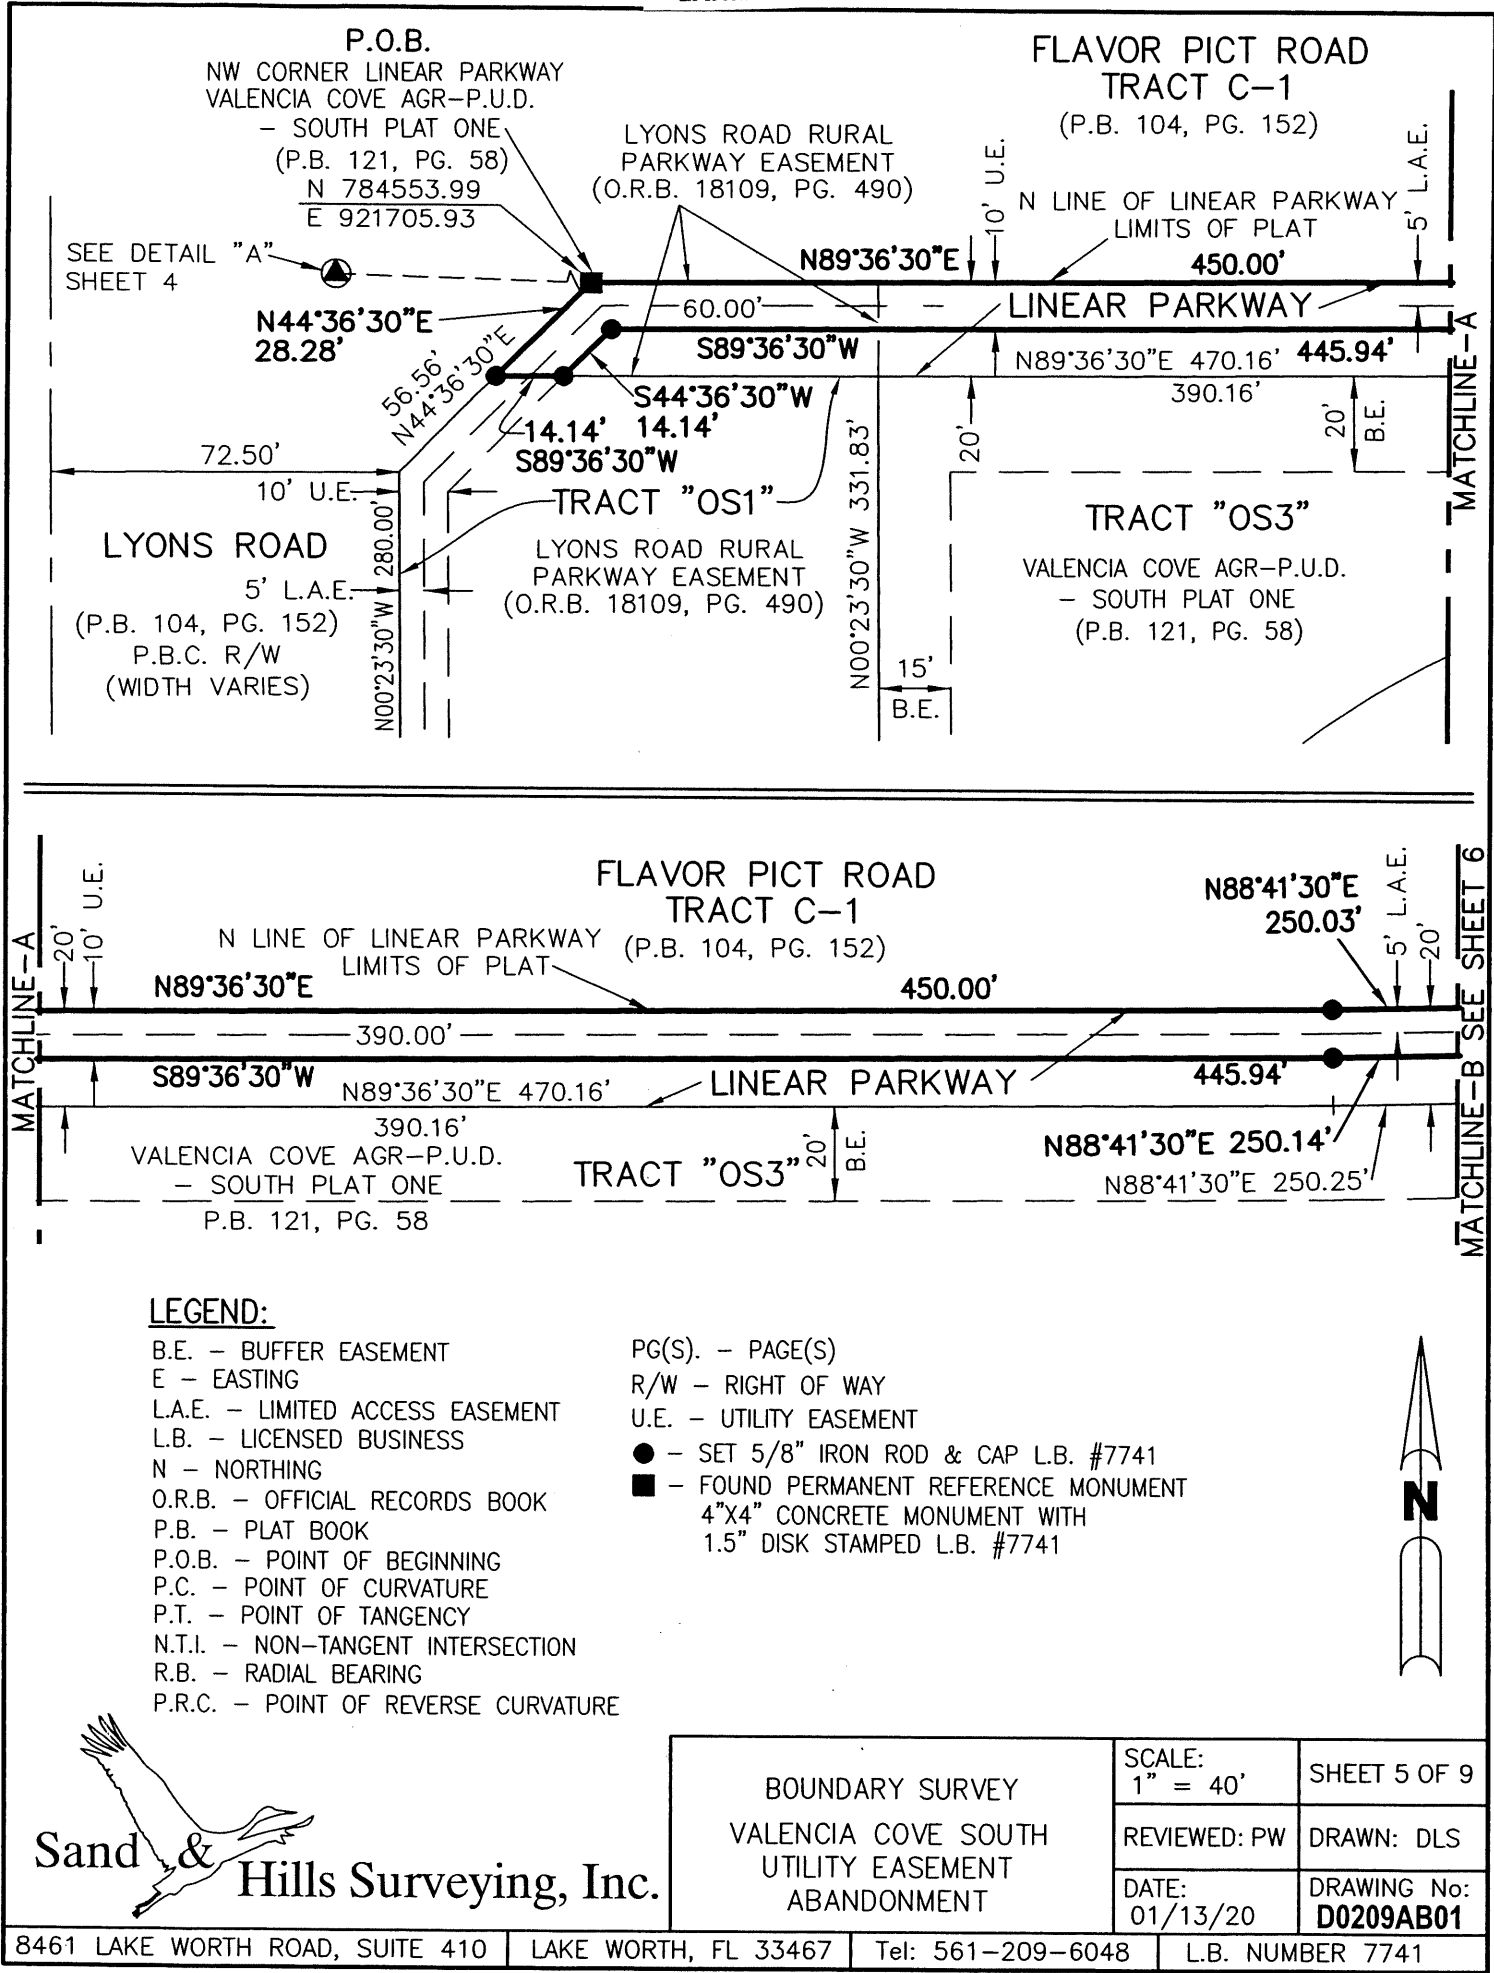 P.O.B.
NW CORNER LINEAR PARKWAY
VALENCIA COVE AGR-P.U.D.
- SOUTH PLAT ONE
(P.B. 121, PG. 58)
N 784553.99
E 921705.93
SEE DETAIL "A"
SHEET 4
LYONS ROAD RURAL
PARKWAY EASEMENT
(O.R.B. 18109, PG. 490)
FLAVOR PICT ROAD
TRACT C-1
(P.B. 104, PG. 152)
10' U.E.
5' L.A.E.
N LINE OF LINEAR PARKWAY
LIMITS OF PLAT
N89°36'30"E
450.00'
N44°36'30"E
28.28'
60.00'
LINEAR PARKWAY
S89°36'30"W
N89°36'30"E 470.16'
445.94'
390.16'
56.56'
N44°36'30"E
S44°36'30"W
14.14'
14.14'
S89°36'30"W
72.50'
10' U.E.
TRACT "OS1"
20'
20'
B.E.
MATCHLINE-A
LYONS ROAD
5' L.A.E.
(P.B. 104, PG. 152)
P.B.C. R/W
(WIDTH VARIES)
N00°23'30"W 280.00'
LYONS ROAD RURAL
PARKWAY EASEMENT
(O.R.B. 18109, PG. 490)
N00°23'30"W 331.83'
15'
B.E.
TRACT "OS3"
VALENCIA COVE AGR-P.U.D.
- SOUTH PLAT ONE
(P.B. 121, PG. 58)
MATCHLINE-A
20'
10' U.E.
FLAVOR PICT ROAD
TRACT C-1
(P.B. 104, PG. 152)
N LINE OF LINEAR PARKWAY
LIMITS OF PLAT
N88°41'30"E
250.03'
5' L.A.E.
20'
MATCHLINE-B SEE SHEET 6
N89°36'30"E
450.00'
390.00'
S89°36'30"W
N89°36'30"E 470.16'
LINEAR PARKWAY
445.94'
390.16'
VALENCIA COVE AGR-P.U.D.
- SOUTH PLAT ONE
P.B. 121, PG. 58
TRACT "OS3"
20'
B.E.
N88°41'30"E 250.14'
N88°41'30"E 250.25'
LEGEND:
B.E. - BUFFER EASEMENT
E - EASTING
L.A.E. - LIMITED ACCESS EASEMENT
L.B. - LICENSED BUSINESS
N - NORTHING
O.R.B. - OFFICIAL RECORDS BOOK
P.B. - PLAT BOOK
P.O.B. - POINT OF BEGINNING
P.C. - POINT OF CURVATURE
P.T. - POINT OF TANGENCY
N.T.I. - NON-TANGENT INTERSECTION
R.B. - RADIAL BEARING
P.R.C. - POINT OF REVERSE CURVATURE
PG(S). - PAGE(S)
R/W - RIGHT OF WAY
U.E. - UTILITY EASEMENT
● - SET 5/8" IRON ROD & CAP L.B. #7741
■ - FOUND PERMANENT REFERENCE MONUMENT
4"X4" CONCRETE MONUMENT WITH
1.5" DISK STAMPED L.B. #7741
N
Sand &
Hills Surveying, Inc.
BOUNDARY SURVEY
VALENCIA COVE SOUTH
UTILITY EASEMENT
ABANDONMENT
SCALE:
1" = 40'
SHEET 5 OF 9
REVIEWED: PW
DRAWN: DLS
DATE:
01/13/20
DRAWING No:
D0209AB01
8461 LAKE WORTH ROAD, SUITE 410
LAKE WORTH, FL 33467
Tel: 561-209-6048
L.B. NUMBER 7741